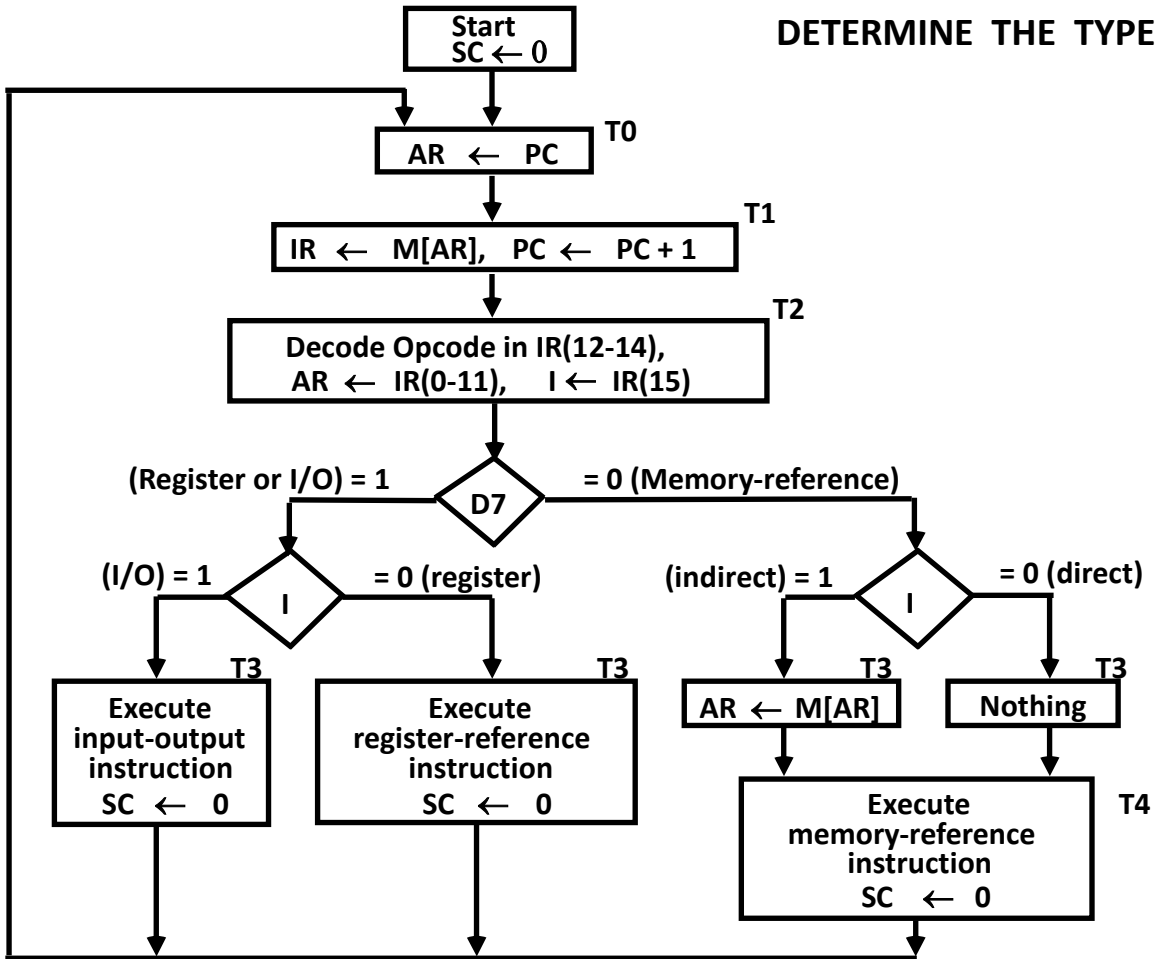 DETERMINE THE TYPE
Start
SC ← 0
T0
AR ← PC
T1
IR ← M[AR], PC ← PC + 1
T2
Decode Opcode in IR(12-14),
AR ← IR(0-11), I ← IR(15)
(Register or I/O) = 1
D7
= 0 (Memory-reference)
(I/O) = 1
I
= 0 (register)
(indirect) = 1
I
= 0 (direct)
T3
Execute
input-output
instruction
SC ← 0
T3
Execute
register-reference
instruction
SC ← 0
T3
AR ← M[AR]
T3
Nothing
T4
Execute
memory-reference
instruction
SC ← 0